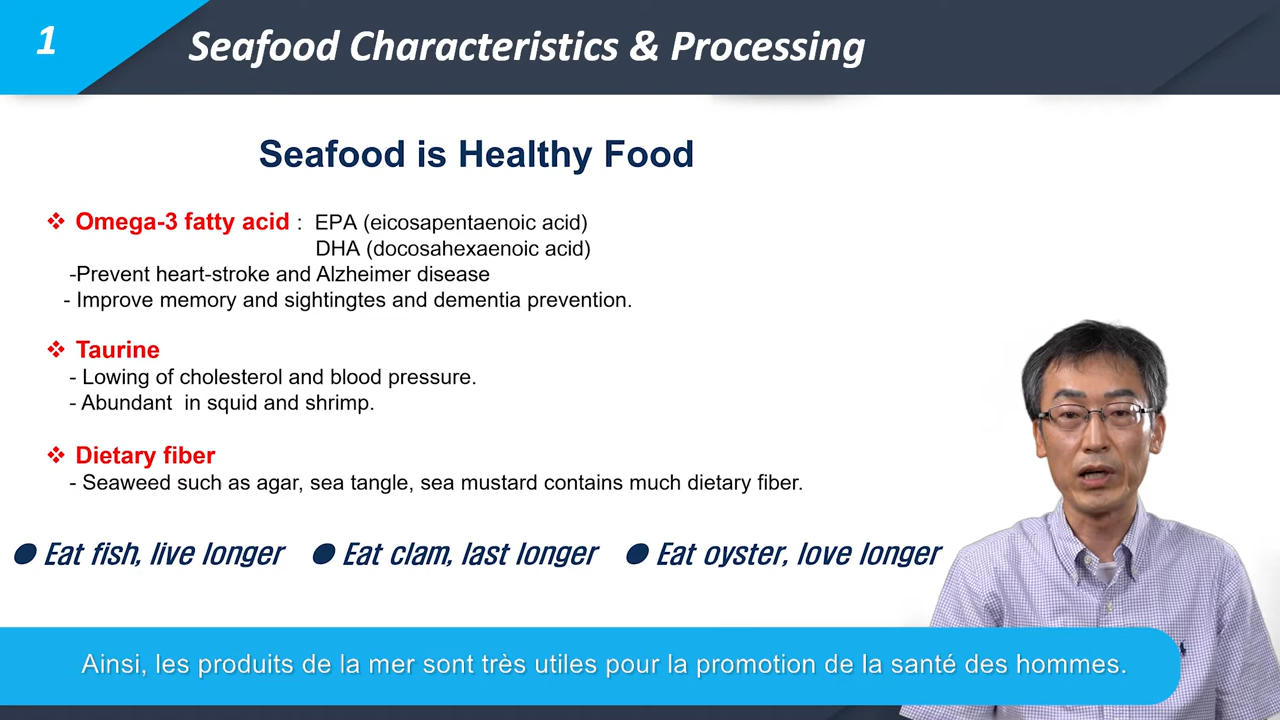 1
Seafood Characteristics & Processing
Seafood is Healthy Food
❖ Omega-3 fatty acid : EPA (eicosapentaenoic acid)
DHA (docosahexaenoic acid)
-Prevent heart-stroke and Alzheimer disease
- Improve memory and sightingtes and dementia prevention.
❖ Taurine
- Lowing of cholesterol and blood pressure.
- Abundant in squid and shrimp.
❖ Dietary fiber
- Seaweed such as agar, sea tangle, sea mustard contains much dietary fiber.
● Eat fish, live longer ● Eat clam, last longer ● Eat oyster, love longer
Ainsi, les produits de la mer sont très utiles pour la promotion de la santé des hommes.